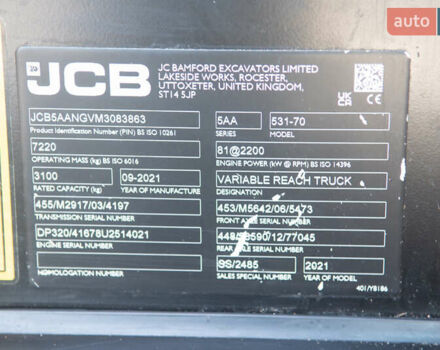 auto
JCB
JC BAMFORD EXCAVATORS LIMITED
LAKESIDE WORKS, ROCESTER,
UTTOXETER, UNITED KINGDOM,
ST14 5JP
UK
CA
CE
JCB5AANGVM3083863
Product Identification Number (PIN) BS ISO 10261
5AA
SERIES
531-70
MODEL
7220
OPERATING MASS (kg) BS ISO 6016
81@2200
ENGINE POWER (kW @ RPM) BS ISO 14396
3100
RATED CAPACITY (kg)
09-2021
YEAR OF MANUFACTURE
VARIABLE REACH TRUCK
DESIGNATION
455/M2917/03/4197
TRANSMISSION SERIAL NUMBER
453/M5642/06/5473
FRONT AXLE SERIAL NUMBER
DP320/41678U2514021
ENGINE SERIAL NUMBER
REAR AXLE SERIAL NUMBER
HOMOLOGATION NUMBER
SS/2485
SALES SPECIAL NUMBER
2021
YEAR OF MODEL
401/Y8186